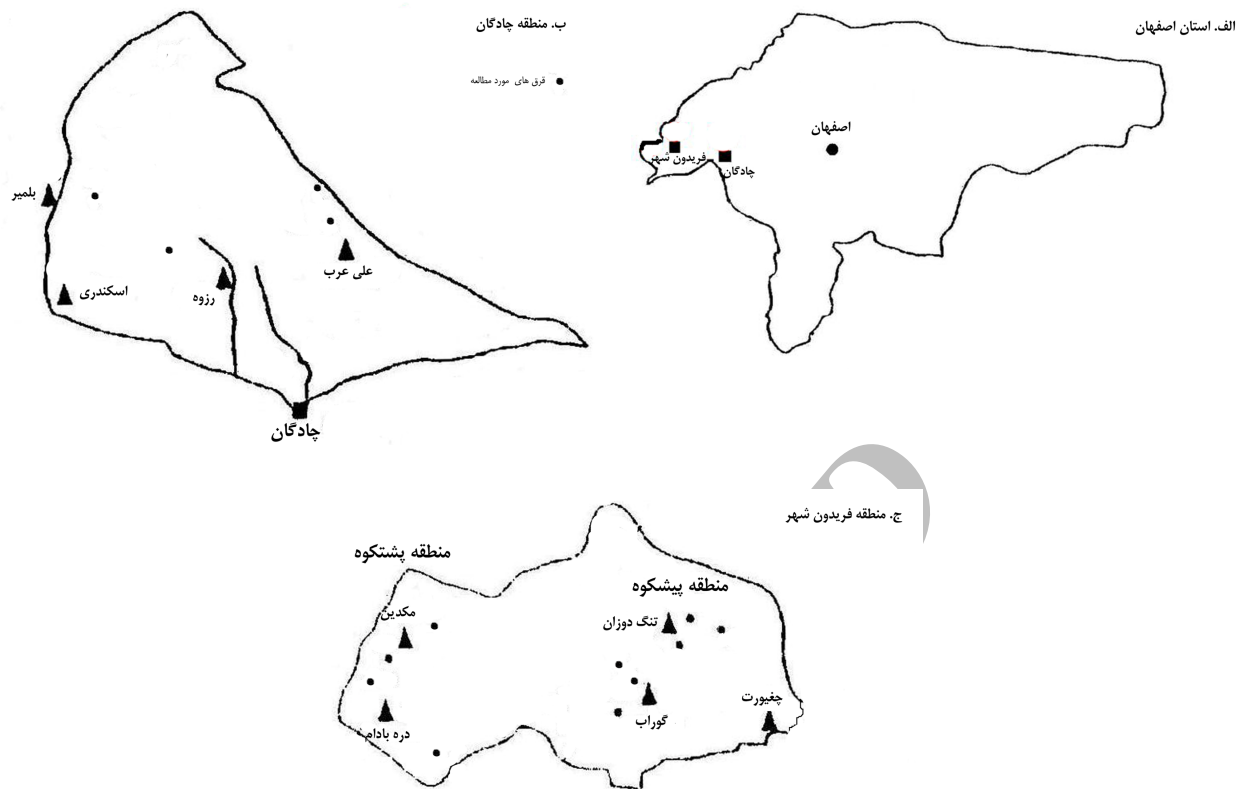 الف. استان اصفهان
اصفهان
فریدون شهر
چادگان
ب. منطقه چادگان
قرق های مورد مطالعه
بلمیر
علی عرب
رزوه
اسکندری
چادگان
ج. منطقه فریدون شهر
منطقه پشتکوه
منطقه پیشکوه
مکدین
تنگ دوزان
چغیورت
گوراب
دره بادام